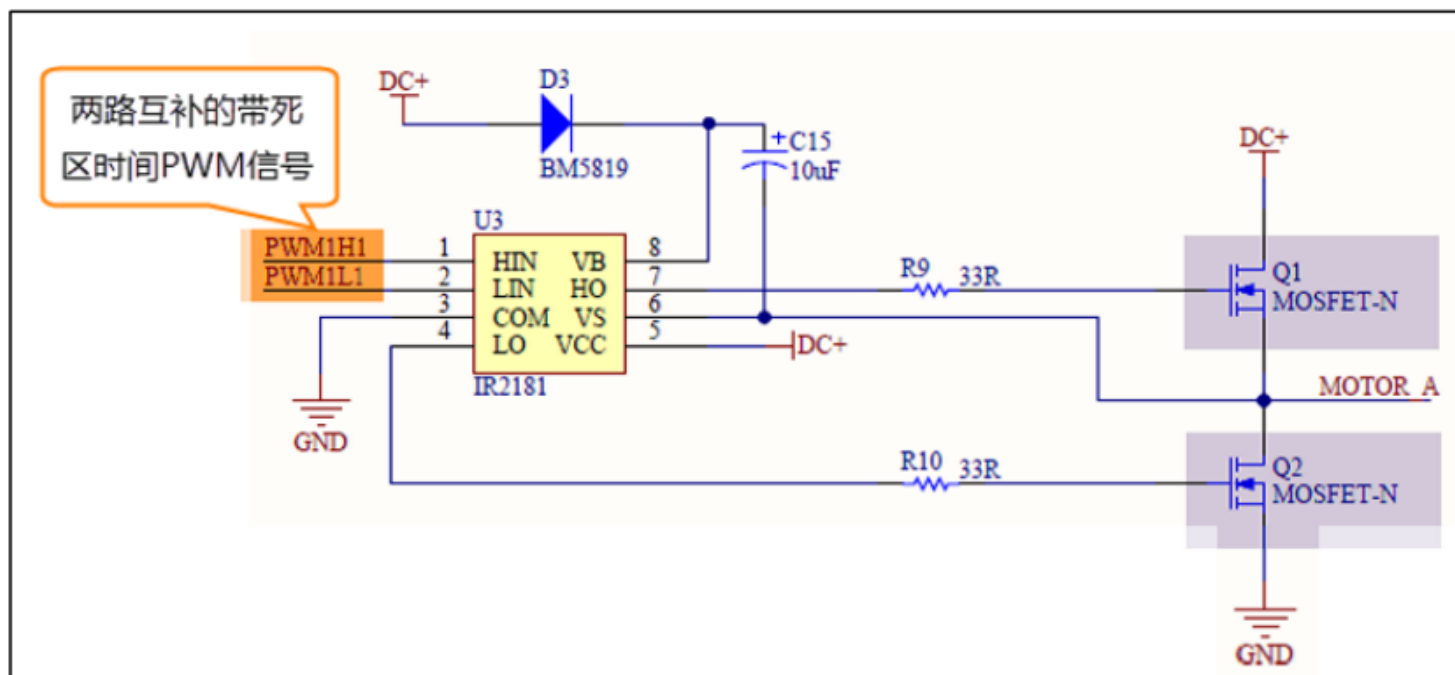 两路互补的带死
区时间PWM信号
DC+
D3
BM5819
C15
10uF
DC+
U3
PWM1H1
1
HIN
VB
8
PWM1L1
2
LIN
HO
7
3
COM
VS
6
4
LO
VCC
5
DC+
IR2181
GND
R9
33R
Q1
MOSFET-N
MOTOR_A
R10
33R
Q2
MOSFET-N
GND